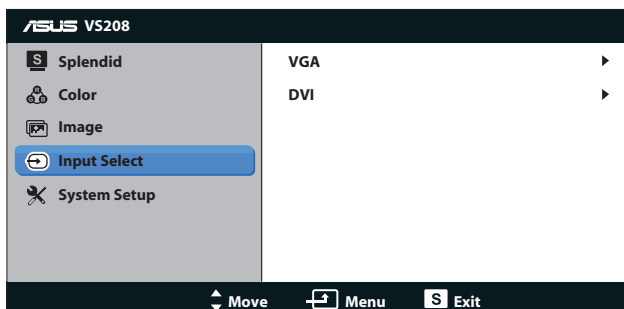 ASUS VS208
S Splendid
Color
Image
Input Select
System Setup
VGA
DVI
Move Menu S Exit